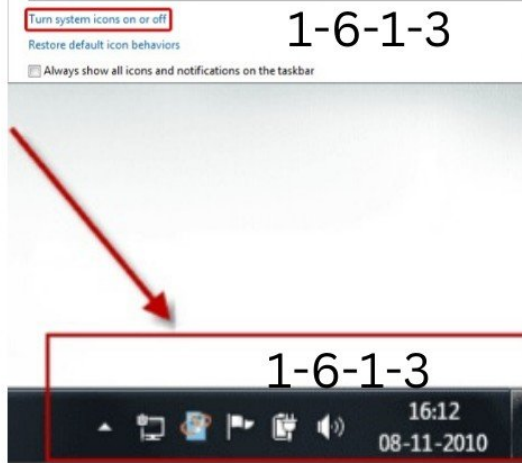 Turn system icons on or off
1-6-1-3
Restore default icon behaviors
Always show all icons and notifications on the taskbar
1-6-1-3
16:12
08-11-2010